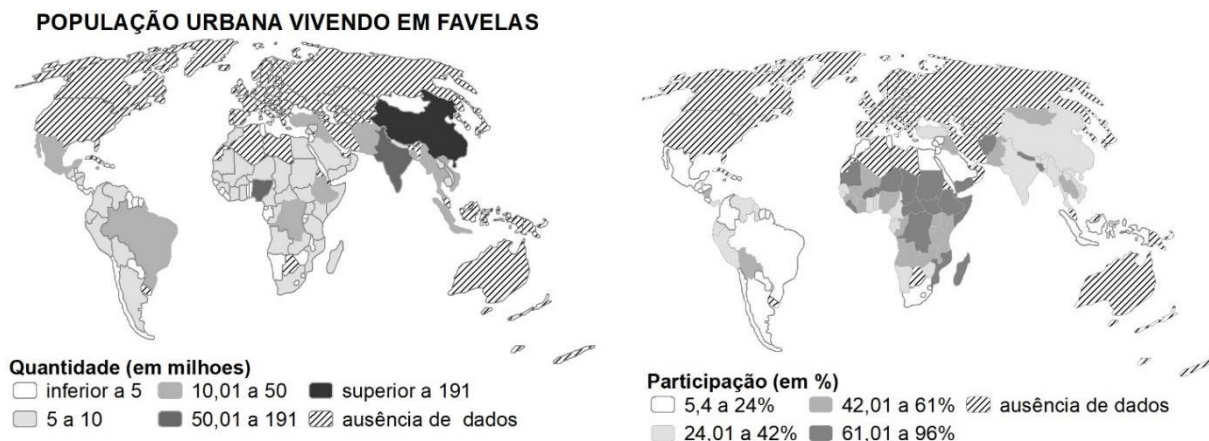 POPULAÇÃO URBANA VIVENDO EM FAVELAS
Quantidade (em milhoes)
inferior a 5
10,01 a 50
superior a 191
5 a 10
50,01 a 191
ausência de dados
Participação (em %)
5,4 a 24%
42,01 a 61%
ausência de dados
24,01 a 42%
61,01 a 96%